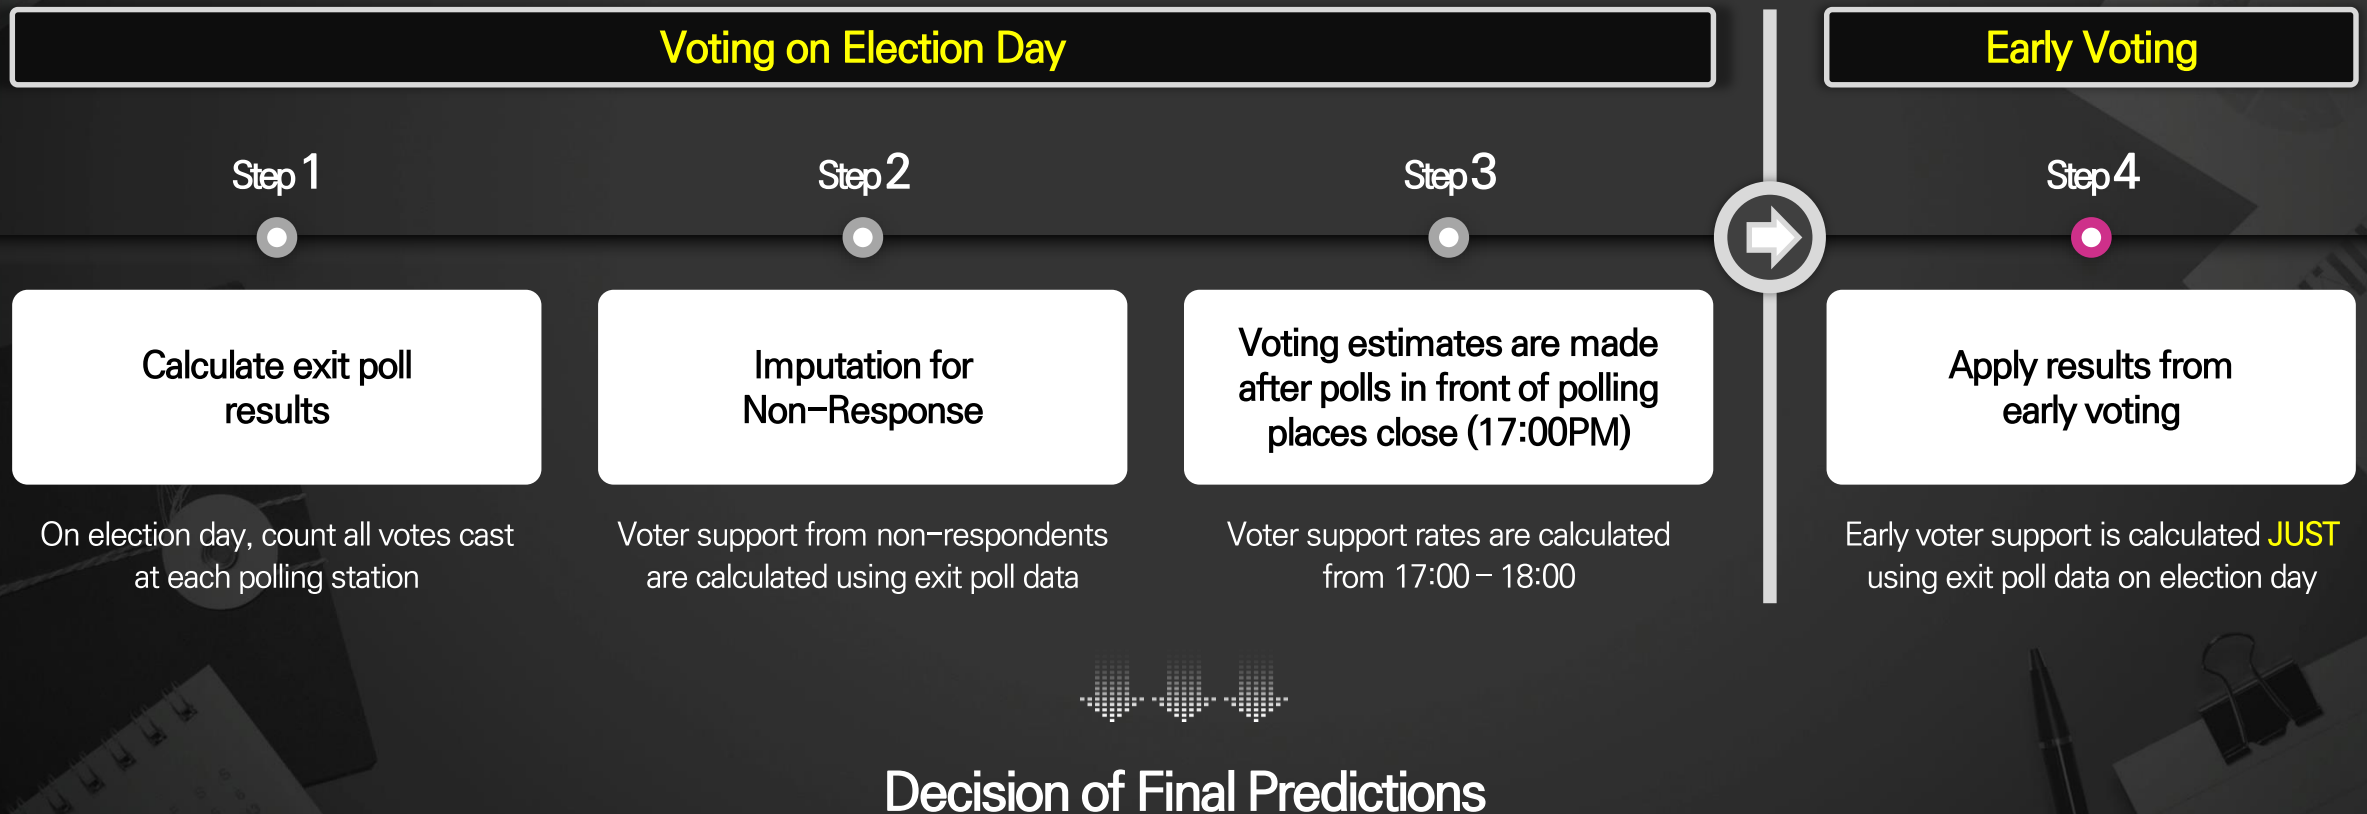 Voting on Election Day
Early Voting
Step 1
Step 2
Step 3
Step 4
Calculate exit poll
results
Imputation for
Non-Response
Voting estimates are made
after polls in front of polling
places close (17:00PM)
Apply results from
early voting
On election day, count all votes cast
at each polling station
Voter support from non-respondents
are calculated using exit poll data
Voter support rates are calculated
from 17:00 – 18:00
Early voter support is calculated JUST
using exit poll data on election day
Decision of Final Predictions